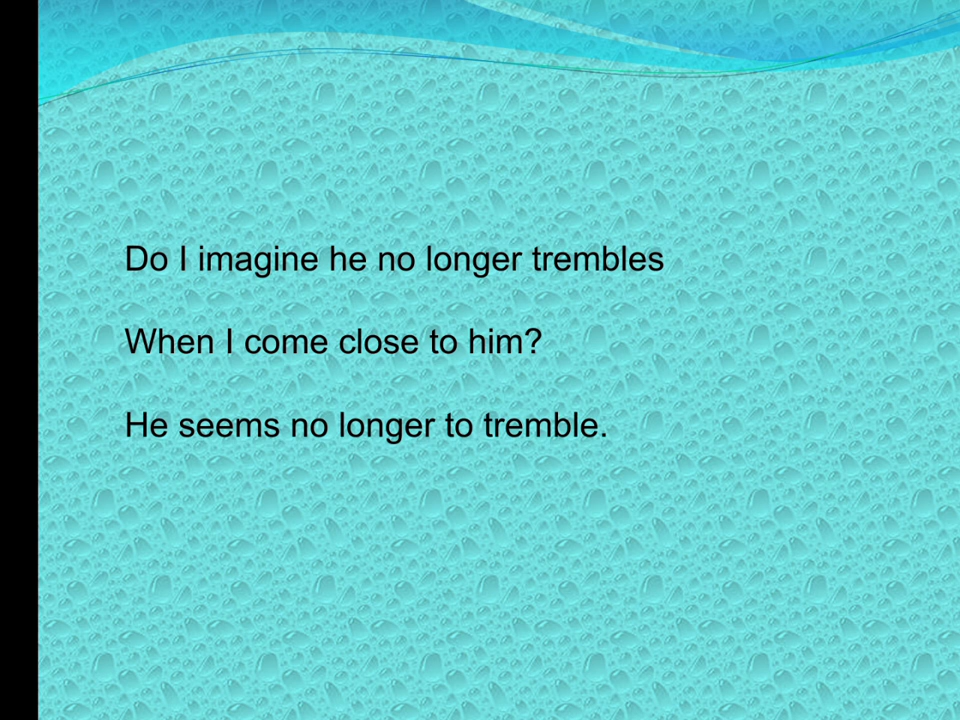 Do I imagine he no longer trembles
When I come close to him?
He seems no longer to tremble.